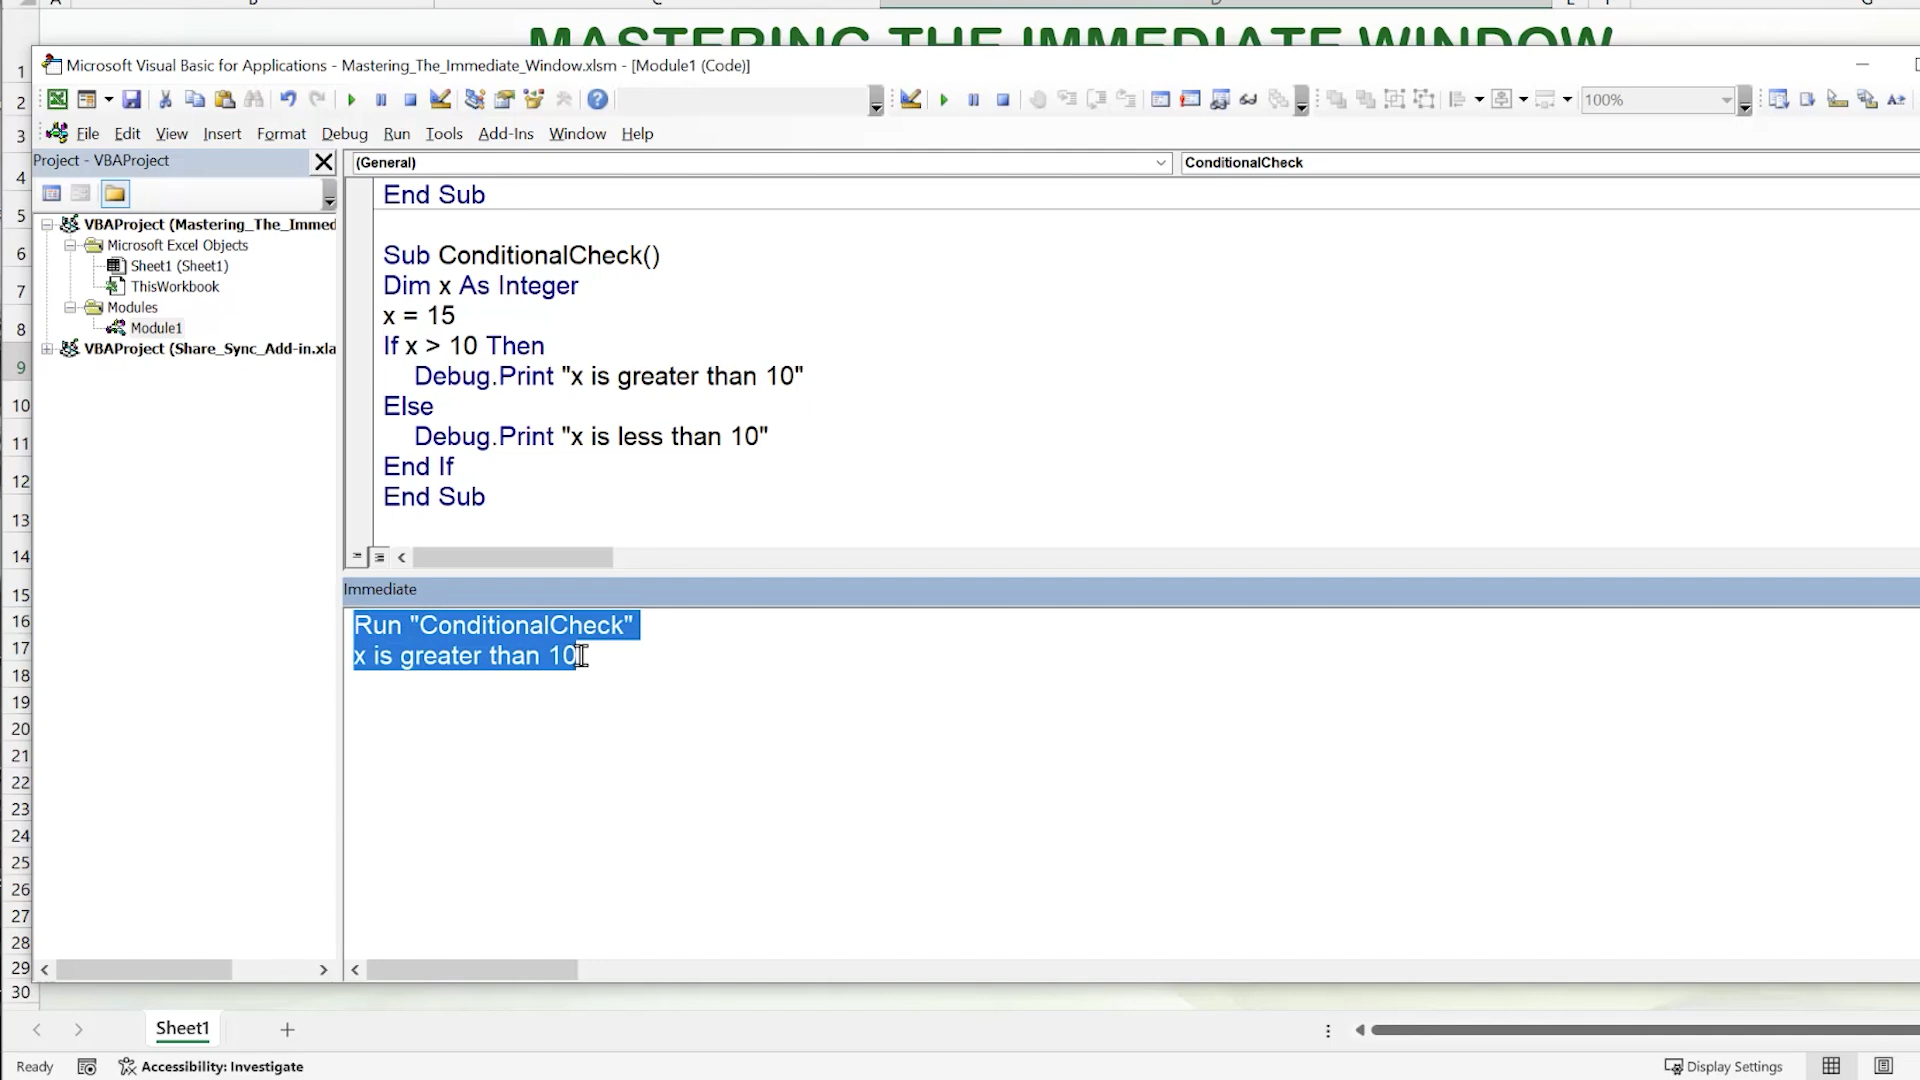 MASTERING THE IMMEDIATE WINDOW
Microsoft Visual Basic for Applications - Mastering_The_Immediate_Window.xlsm - [Module1 (Code)]
100%
File Edit View Insert Format Debug Run Tools Add-Ins Window Help
Project - VBAProject
(General)
ConditionalCheck
VBAProject (Mastering_The_Immed
Microsoft Excel Objects
Sheet1 (Sheet1)
ThisWorkbook
Modules
Module1
VBAProject (Share_Sync_Add-in.xla
End Sub
Sub ConditionalCheck()
Dim x As Integer
x = 15
If x > 10 Then
Debug.Print "x is greater than 10"
Else
Debug.Print "x is less than 10"
End If
End Sub
Immediate
Run "ConditionalCheck"
x is greater than 10
1
2
3
4
5
6
7
8
9
10
11
12
13
14
15
16
17
18
19
20
21
22
23
24
25
26
27
28
29
30
Sheet1
Ready
Accessibility: Investigate
Display Settings